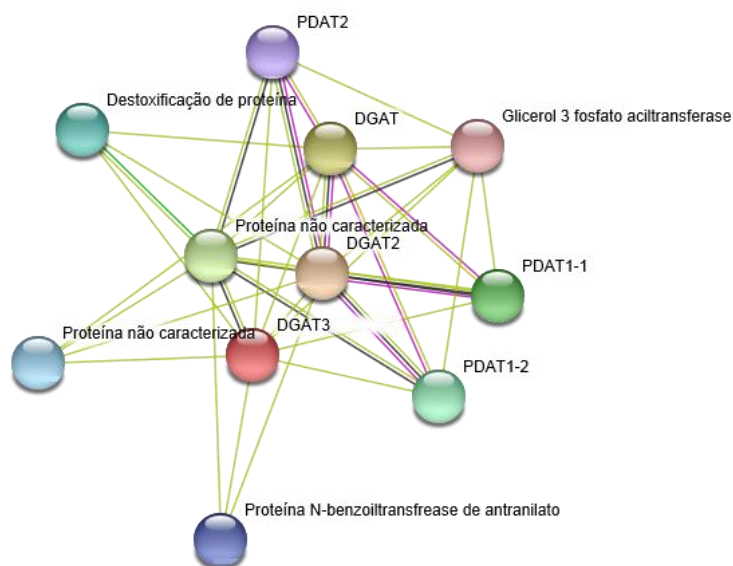 PDAT2
Destoxificação de proteína
DGAT
Glicerol 3 fosfato aciltransferase
Proteína não caracterizada
DGAT2
PDAT1-1
Proteína não caracterizada
DGAT3
PDAT1-2
Proteína N-benzoiltransfrease de antranilato